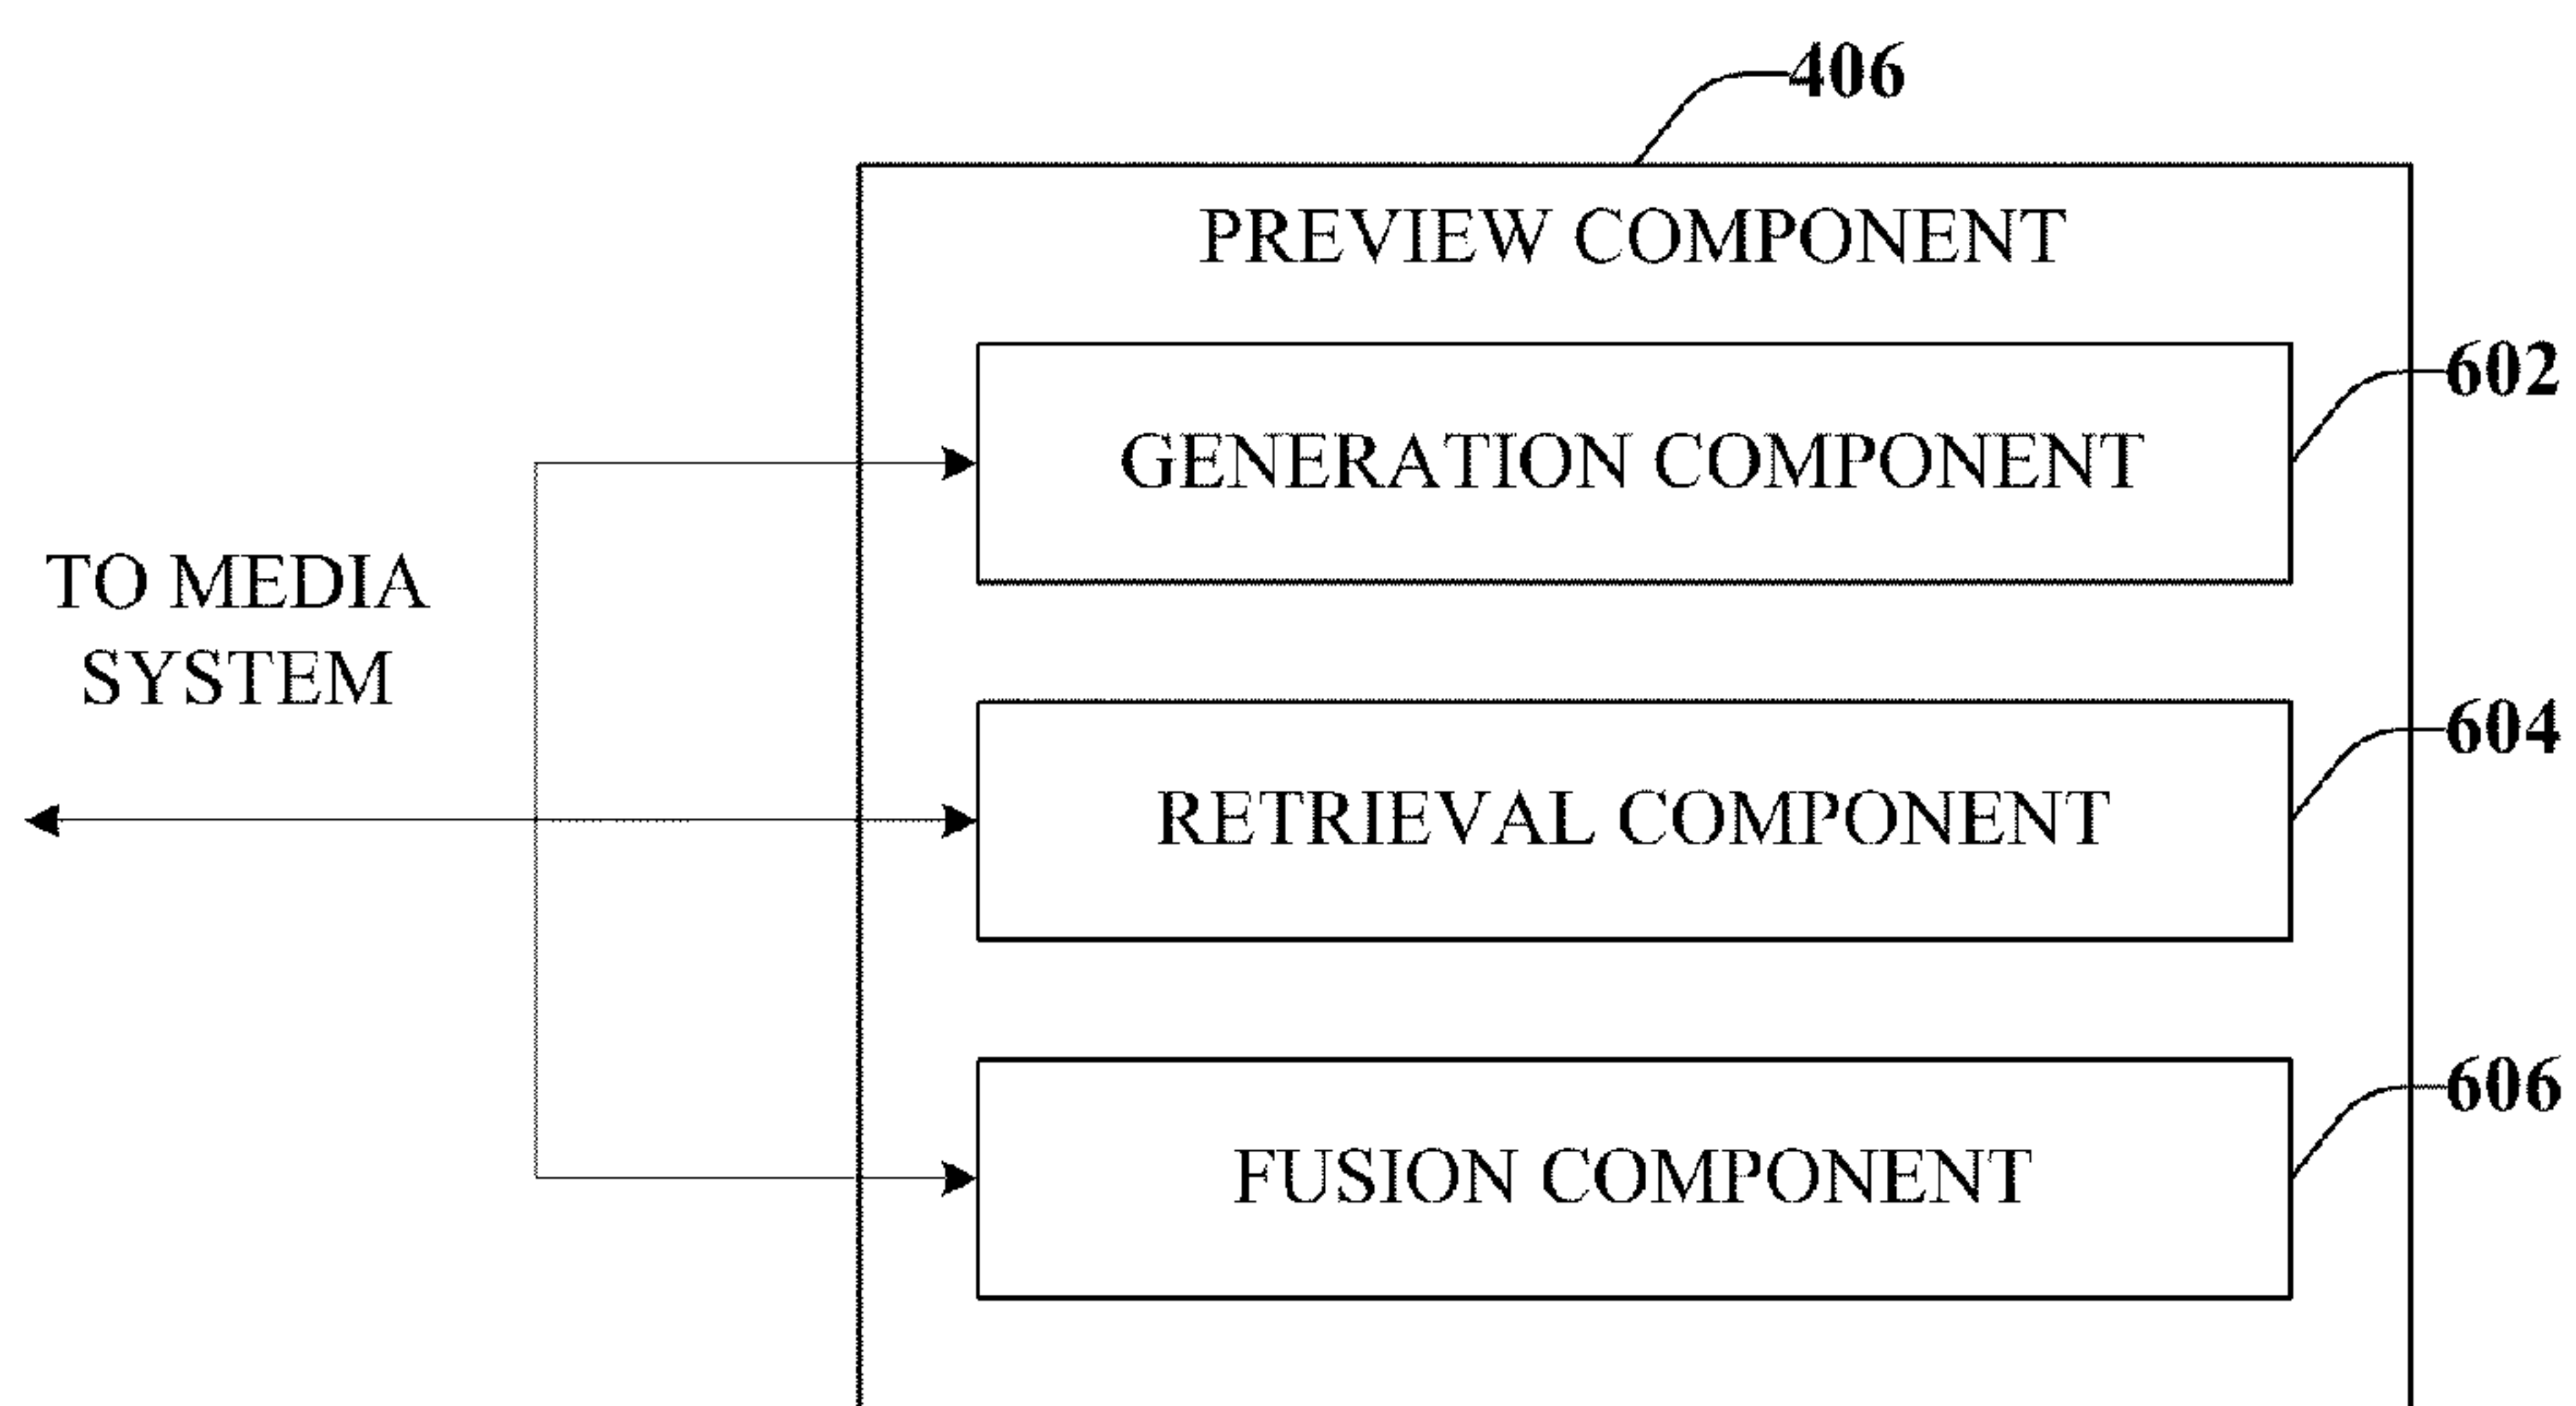 406
PREVIEW COMPONENT
602
GENERATION COMPONENT
TO MEDIA
SYSTEM
604
RETRIEVAL COMPONENT
606
FUSION COMPONENT